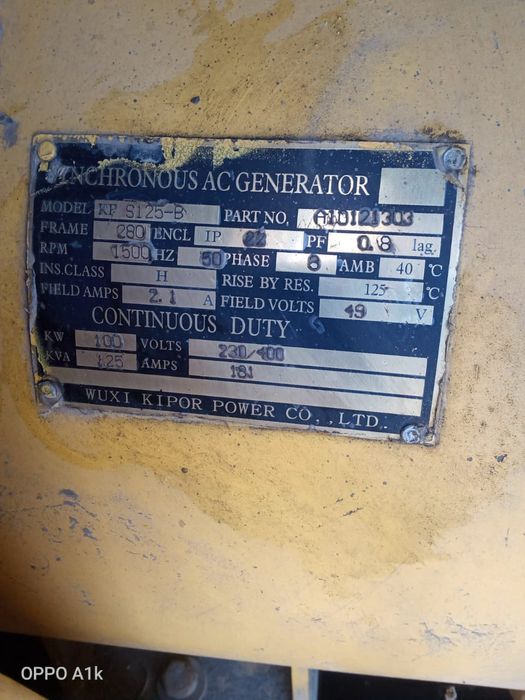 SYNCHRONOUS AC GENERATOR
MODEL KF S125-B PART NO.
FRAME 280 ENCL IP 22 PF 0.8 lag.
RPM 1500 HZ 50 PHASE AMB 40 °C
INS.CLASS H RISE BY RES. 125 °C
FIELD AMPS 2.1 A FIELD VOLTS 49 V
CONTINUOUS DUTY
KW 100 VOLTS 230/400
KVA 125 AMPS 181
WUXI KIPOR POWER CO., LTD.
OPPO A1k